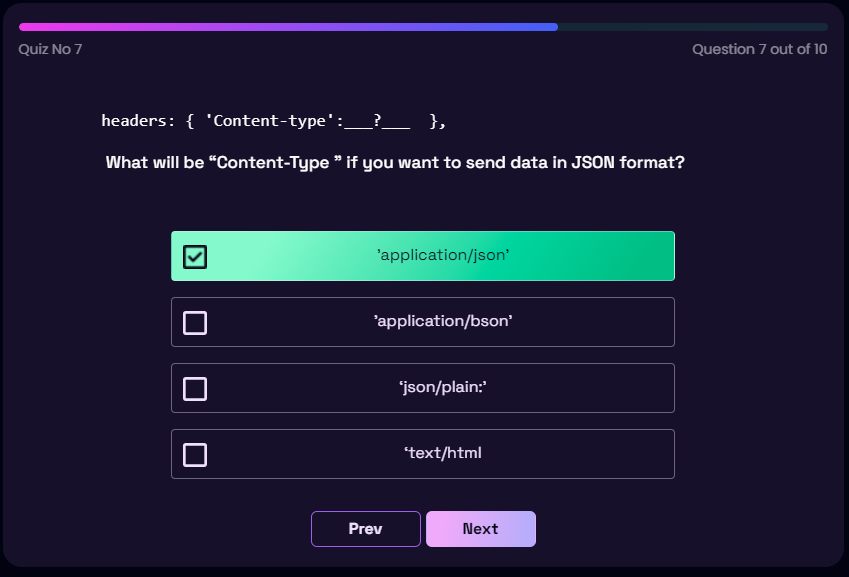 Quiz No 7
Question 7 out of 10
headers: { 'Content-type':___?___  },
What will be “Content-Type ” if you want to send data in JSON format?
’application/json’
’application/bson’
‘json/plain:’
‘text/html
Prev
Next